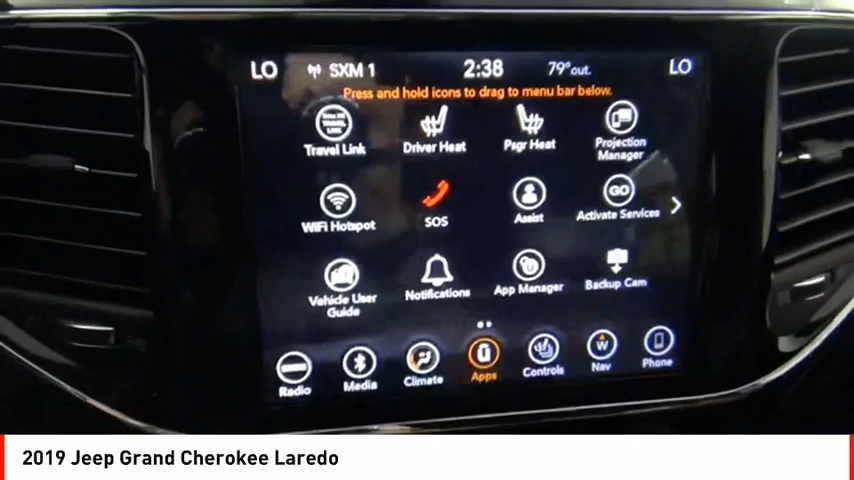 LO SXM 1 2:38 79° out. LO
Press and hold icons to drag to menu bar below.
Travel Link Driver Heat Psgr Heat Projection Manager
WiFi Hotspot SOS Assist GO Activate Services
Vehicle User Guide Notifications App Manager Backup Cam
Radio Media Climate Apps Controls W Nav Phone
2019 Jeep Grand Cherokee Laredo